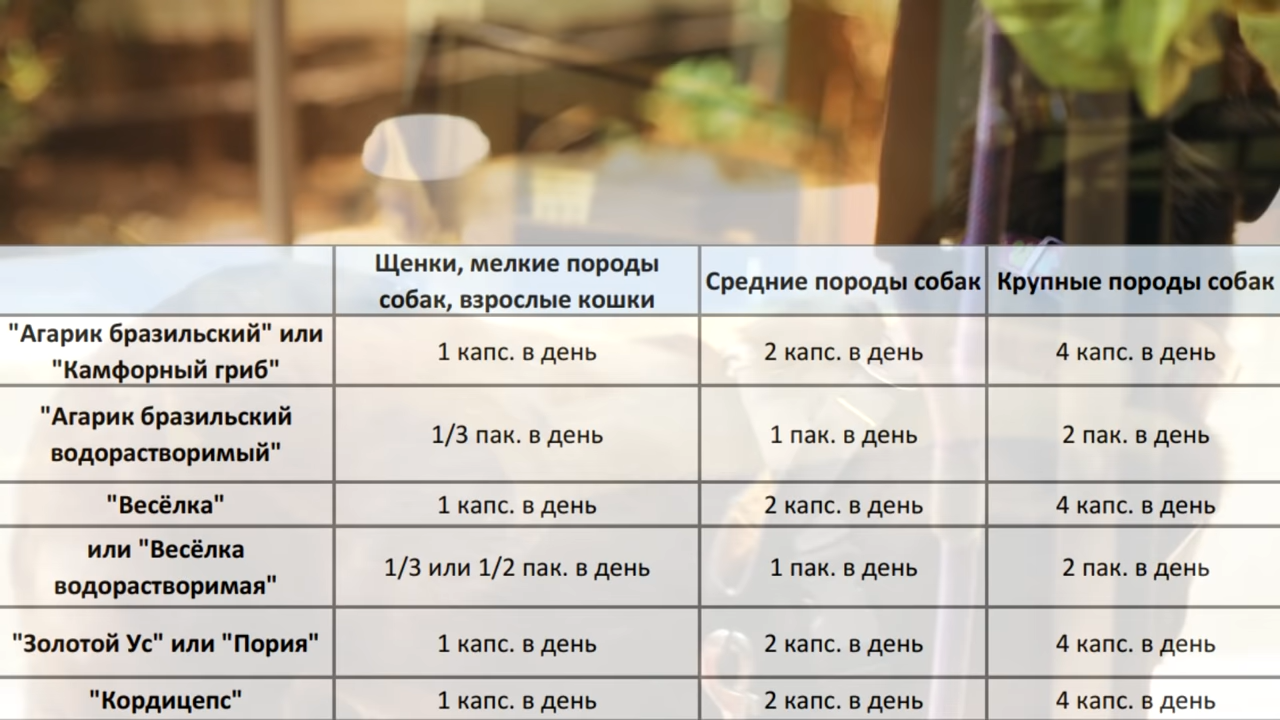 Щенки, мелкие породы
собак, взрослые кошки
Средние породы собак
Крупные породы собак
"Агарик бразильский" или
"Камфорный гриб"
1 капс. в день
2 капс. в день
4 капс. в день
"Агарик бразильский
водорастворимый"
1/3 пак. в день
1 пак. в день
2 пак. в день
"Весёлка"
1 капс. в день
2 капс. в день
4 капс. в день
или "Весёлка
водорастворимая"
1/3 или 1/2 пак. в день
1 пак. в день
2 пак. в день
"Золотой Ус" или "Пория"
1 капс. в день
2 капс. в день
4 капс. в день
"Кордицепс"
1 капс. в день
2 капс. в день
4 капс. в день